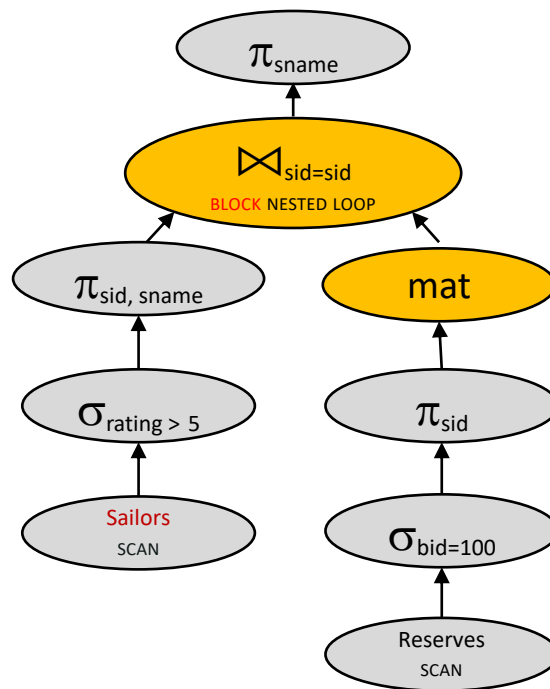 πsname
⋈sid=sid
BLOCK NESTED LOOP
πsid, sname
mat
σrating > 5
πsid
Sailors
SCAN
σbid=100
Reserves
SCAN